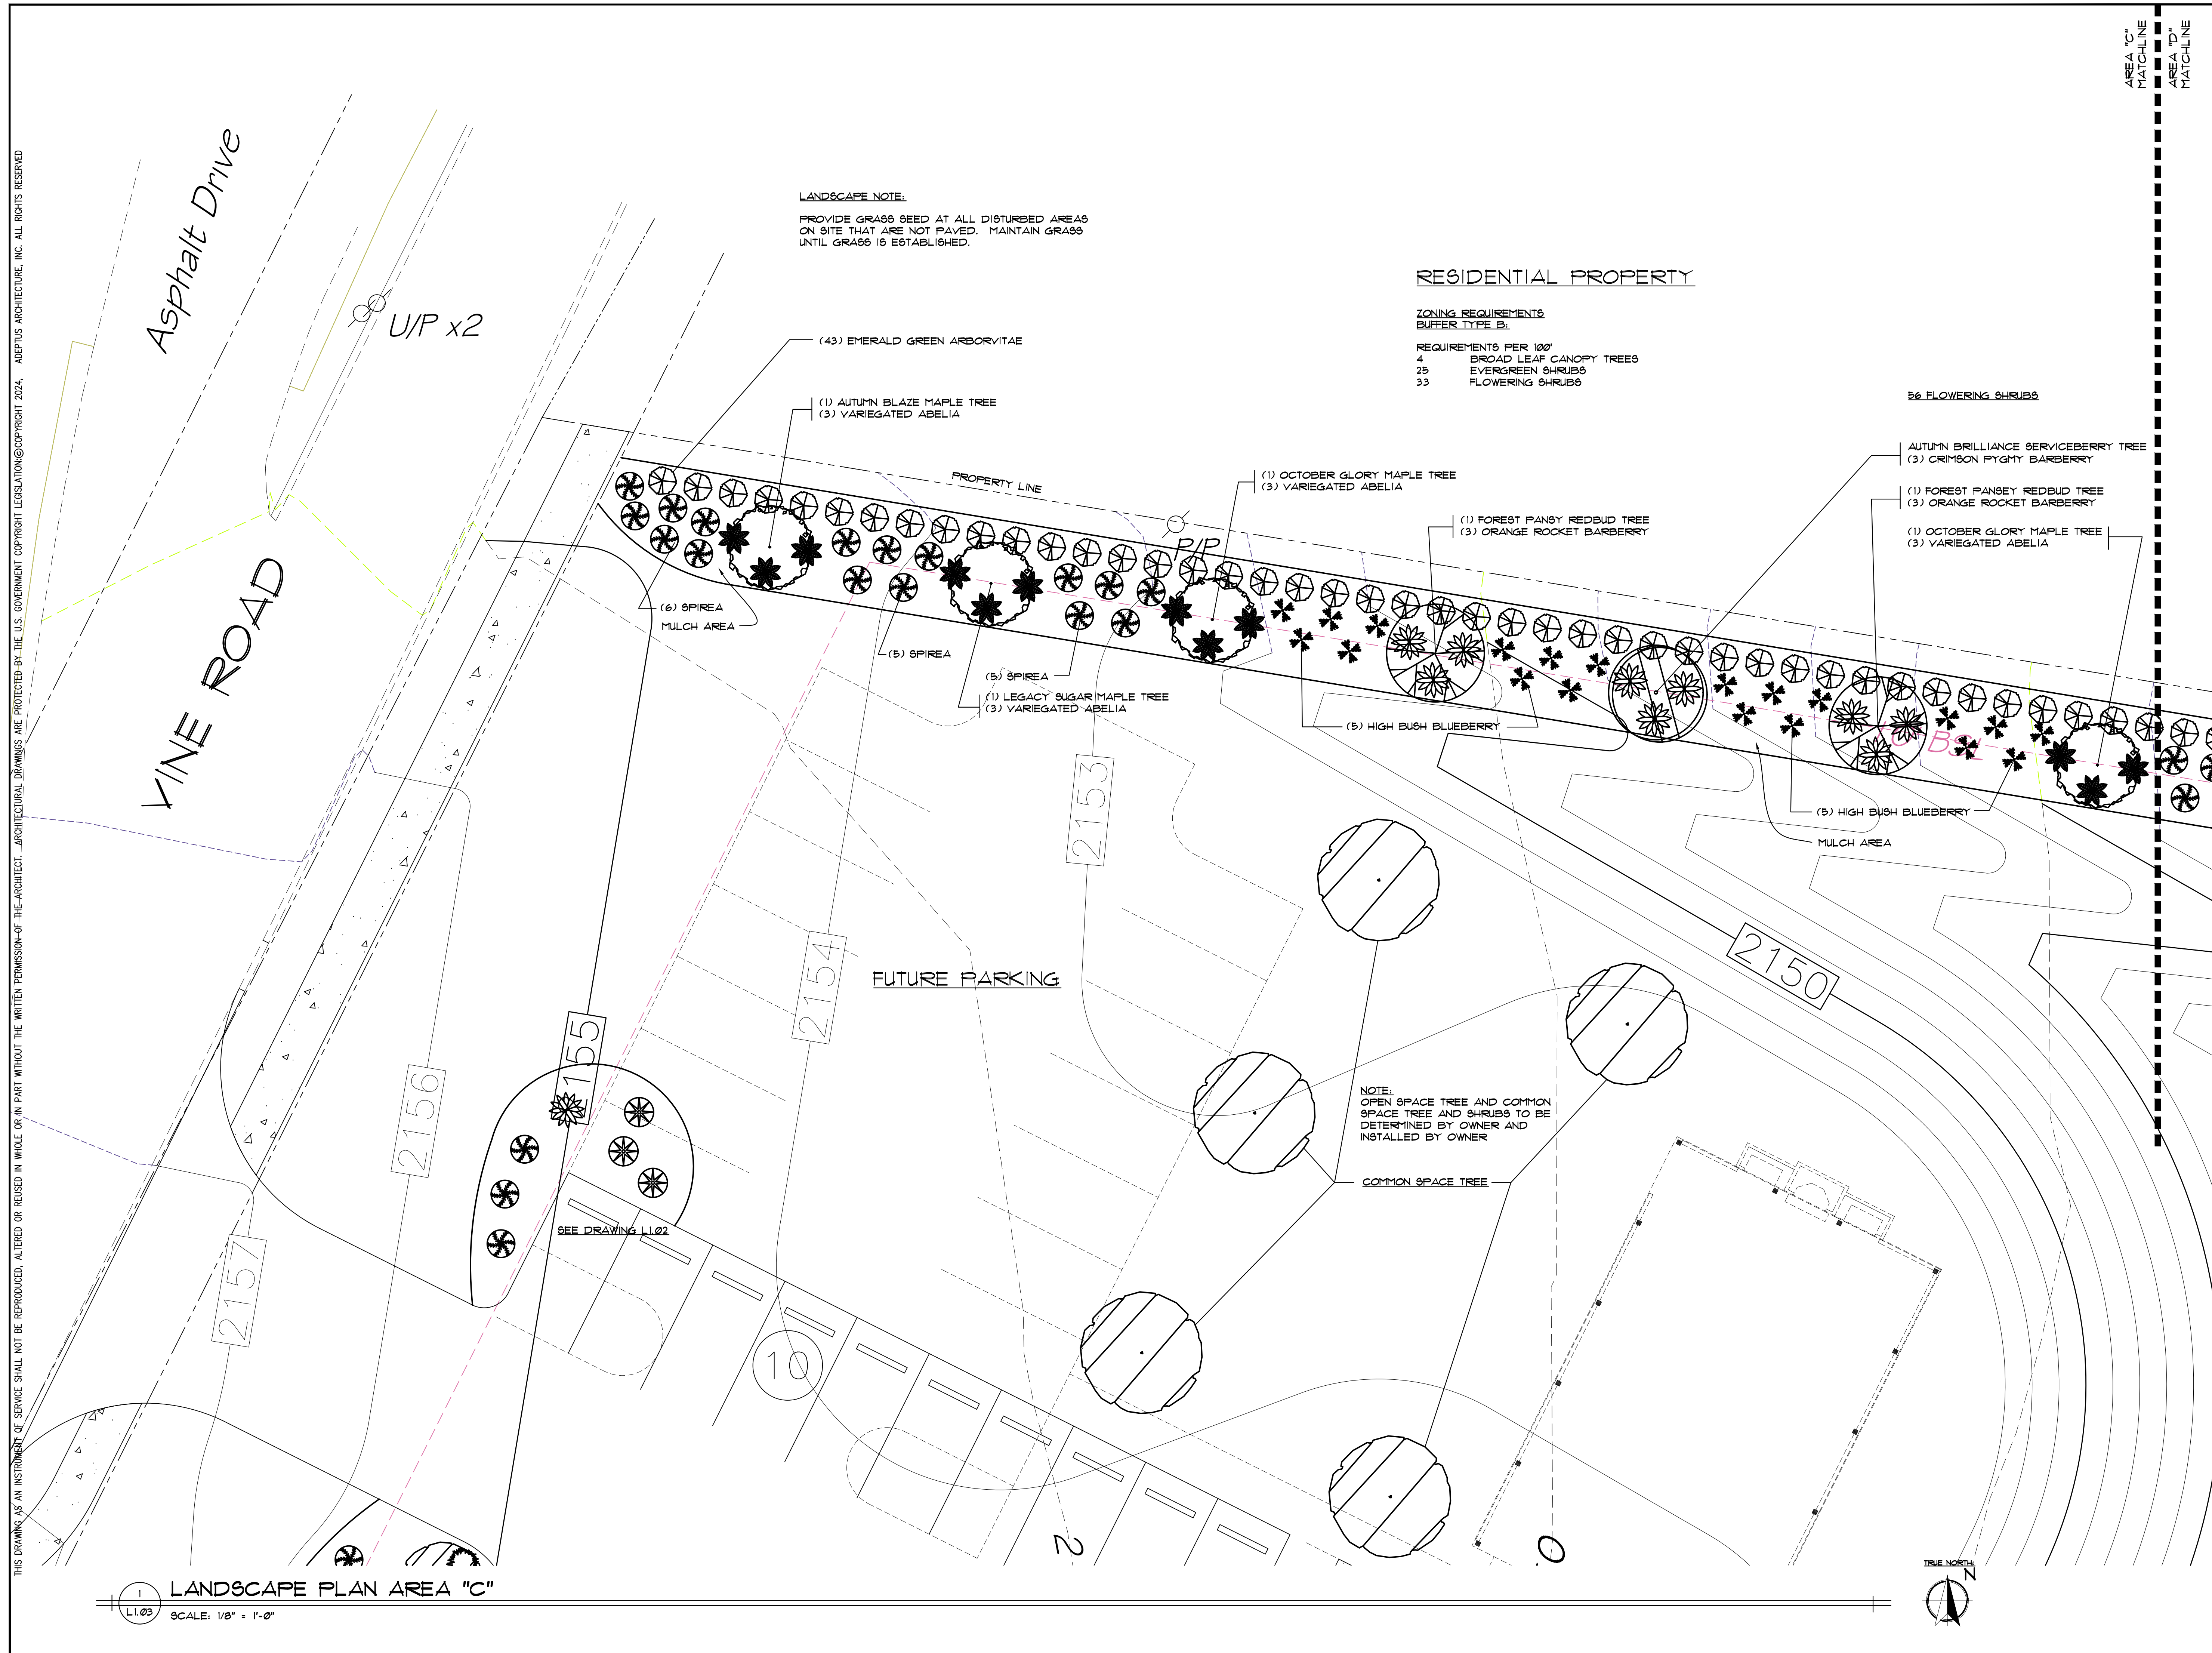 AREA "C"
MATCHLINE
AREA "D"
MATCHLINE
THIS DRAWING AS AN INSTRUMENT OF SERVICE SHALL NOT BE REPRODUCED, ALTERED OR REUSED IN WHOLE OR IN PART WITHOUT THE WRITTEN PERMISSION OF THE ARCHITECT. ARCHITECTURAL DRAWINGS ARE PROTECTED BY THE U.S. GOVERNMENT COPYRIGHT LEGISLATION:©COPYRIGHT 2024, ADEPTUS ARCHITECTURE, INC. ALL RIGHTS RESERVED
Asphalt Drive
U/P x2
VINE ROAD
LANDSCAPE NOTE:
PROVIDE GRASS SEED AT ALL DISTURBED AREAS
ON SITE THAT ARE NOT PAVED. MAINTAIN GRASS
UNTIL GRASS IS ESTABLISHED.
RESIDENTIAL PROPERTY
ZONING REQUIREMENTS
BUFFER TYPE B:
REQUIREMENTS PER 100'
4 BROAD LEAF CANOPY TREES
25 EVERGREEN SHRUBS
33 FLOWERING SHRUBS
(43) EMERALD GREEN ARBORVITAE
(1) AUTUMN BLAZE MAPLE TREE
(3) VARIEGATED ABELIA
56 FLOWERING SHRUBS
AUTUMN BRILLIANCE SERVICEBERRY TREE
(3) CRIMSON PYGMY BARBERRY
PROPERTY LINE
(1) OCTOBER GLORY MAPLE TREE
(3) VARIEGATED ABELIA
(1) FOREST PANSEY REDBUD TREE
(3) ORANGE ROCKET BARBERRY
(1) FOREST PANSY REDBUD TREE
(3) ORANGE ROCKET BARBERRY
(1) OCTOBER GLORY MAPLE TREE
(3) VARIEGATED ABELIA
P/P
(6) SPIREA
MULCH AREA
(5) SPIREA
(5) SPIREA
(1) LEGACY SUGAR MAPLE TREE
(3) VARIEGATED ABELIA
(5) HIGH BUSH BLUEBERRY
BSL
(5) HIGH BUSH BLUEBERRY
MULCH AREA
2153
2154
2150
FUTURE PARKING
2155
2156
2157
NOTE:
OPEN SPACE TREE AND COMMON
SPACE TREE AND SHRUBS TO BE
DETERMINED BY OWNER AND
INSTALLED BY OWNER
COMMON SPACE TREE
SEE DRAWING L1.02
10
2
0
TRUE NORTH:
N
1
L1.03
LANDSCAPE PLAN AREA "C"
SCALE: 1/8" = 1'-0"